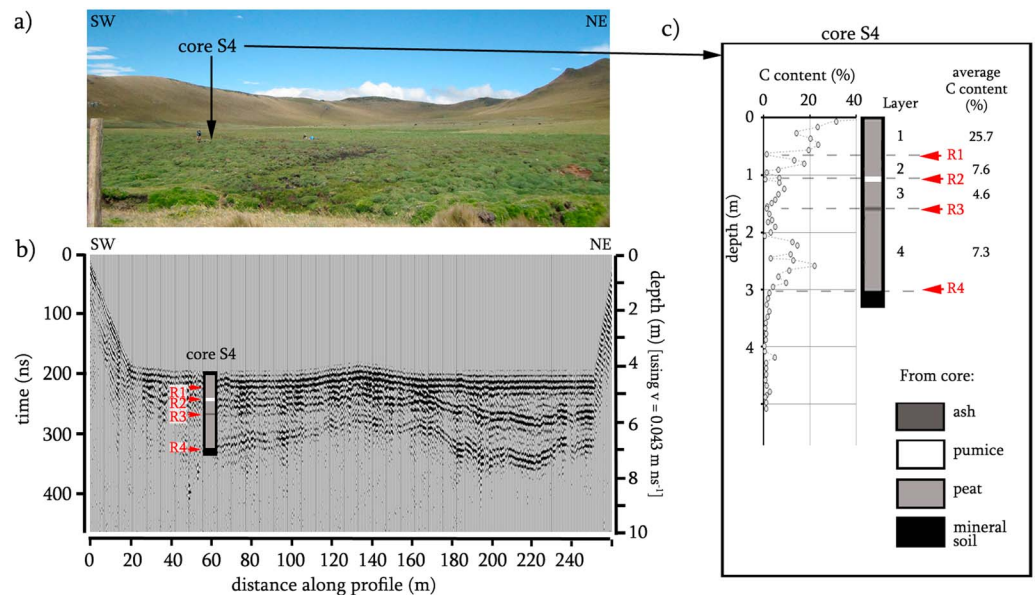 a)
SW
NE
core S4
b)
SW
NE
0
100
200
300
400
time (ns)
core S4
R1
R2
R3
R4
0
2
4
6
8
10
depth (m) [using v = 0.043 m ns⁻¹]
0 20 40 60 80 100 120 140 160 180 200 220 240
distance along profile (m)
c)
core S4
C content (%)
0 20 40
Layer
average
C content
(%)
0
1
2
3
4
depth (m)
1 25.7
R1
2 7.6
R2
3 4.6
R3
4 7.3
R4
From core:
ash
pumice
peat
mineral
soil